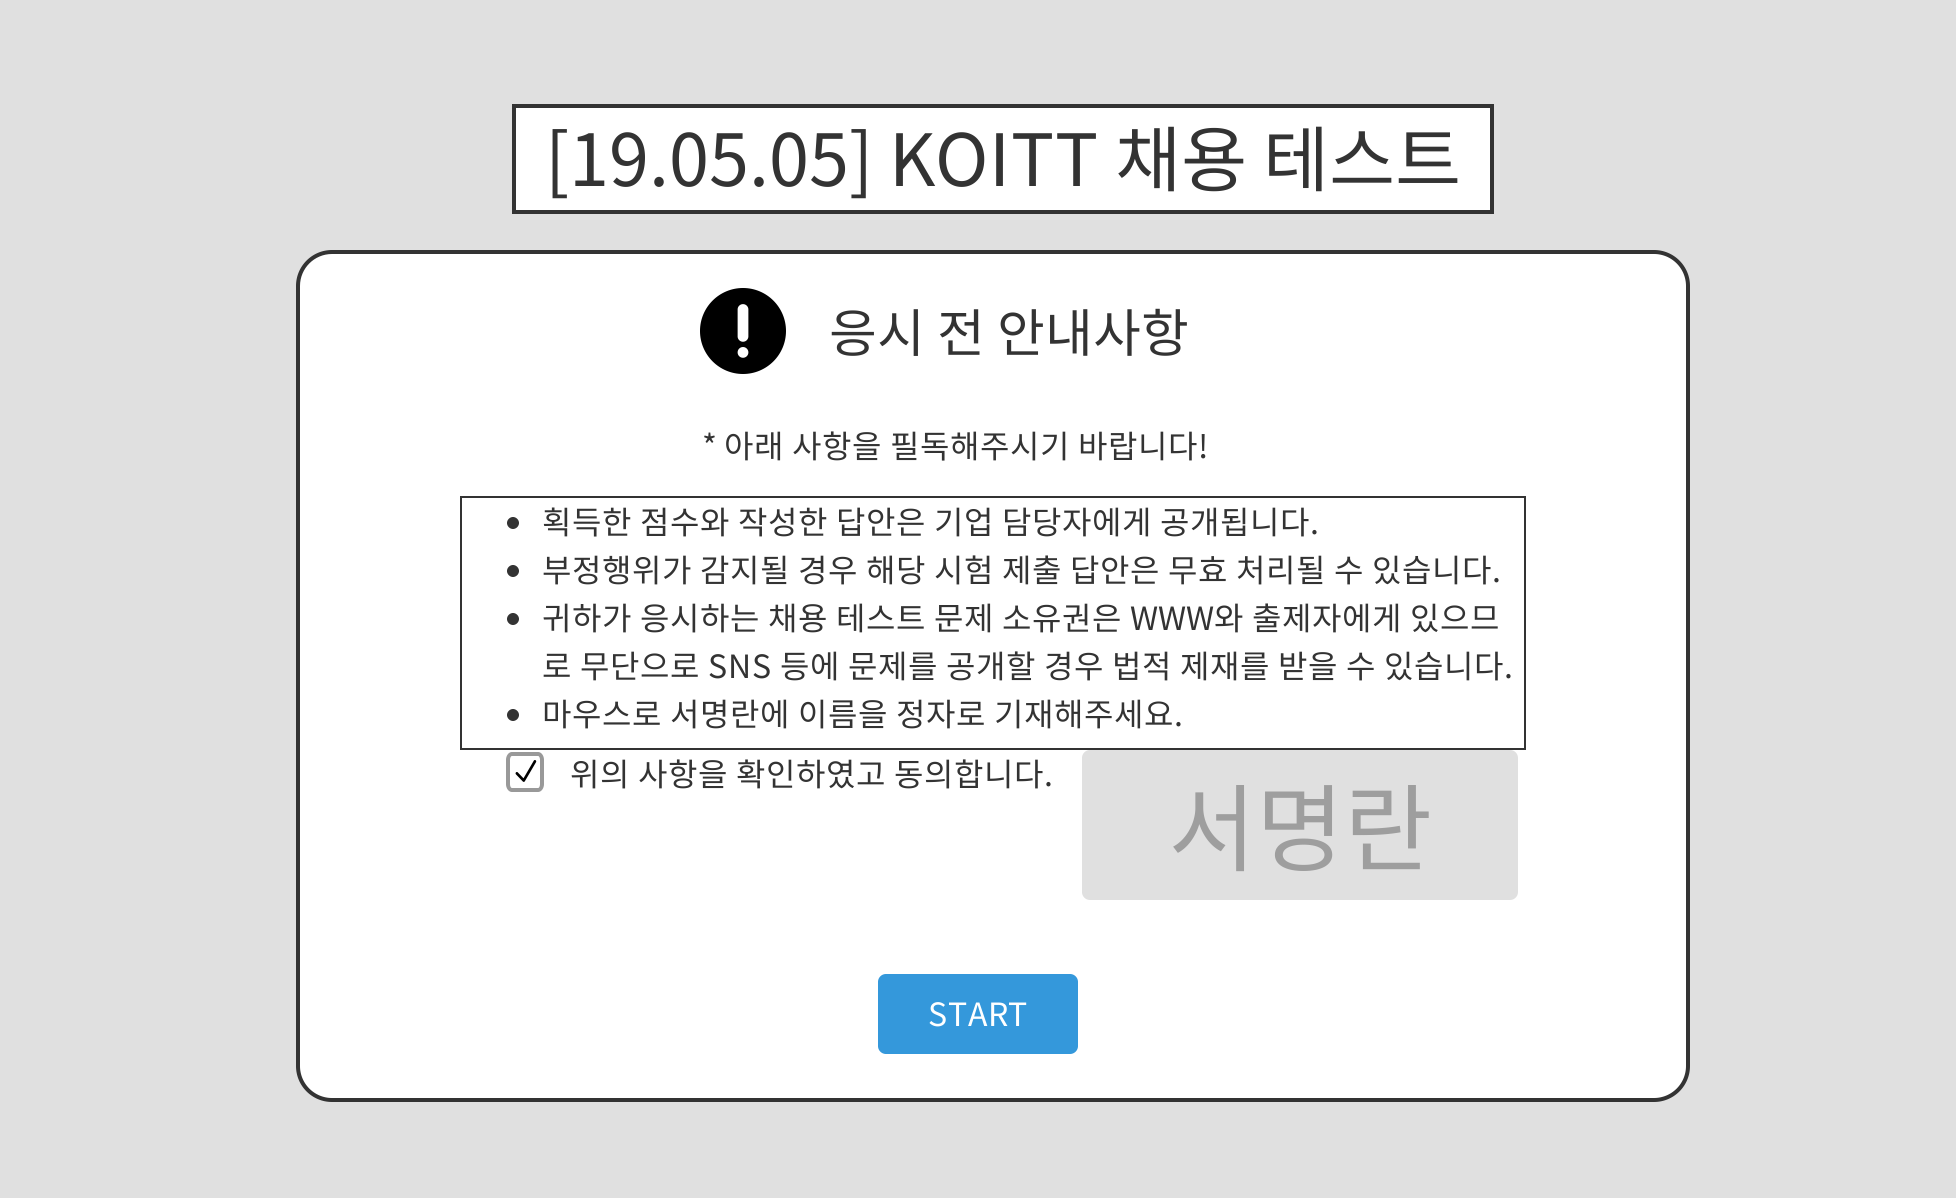 [19.05.05] KOITT 채용 테스트
응시 전 안내사항
* 아래 사항을 필독해주시기 바랍니다!
● 획득한 점수와 작성한 답안은 기업 담당자에게 공개됩니다.
● 부정행위가 감지될 경우 해당 시험 제출 답안은 무효 처리될 수 있습니다.
● 귀하가 응시하는 채용 테스트 문제 소유권은 WWW와 출제자에게 있으므
로 무단으로 SNS 등에 문제를 공개할 경우 법적 제재를 받을 수 있습니다.
● 마우스로 서명란에 이름을 정자로 기재해주세요.
위의 사항을 확인하였고 동의합니다.
서명란
START